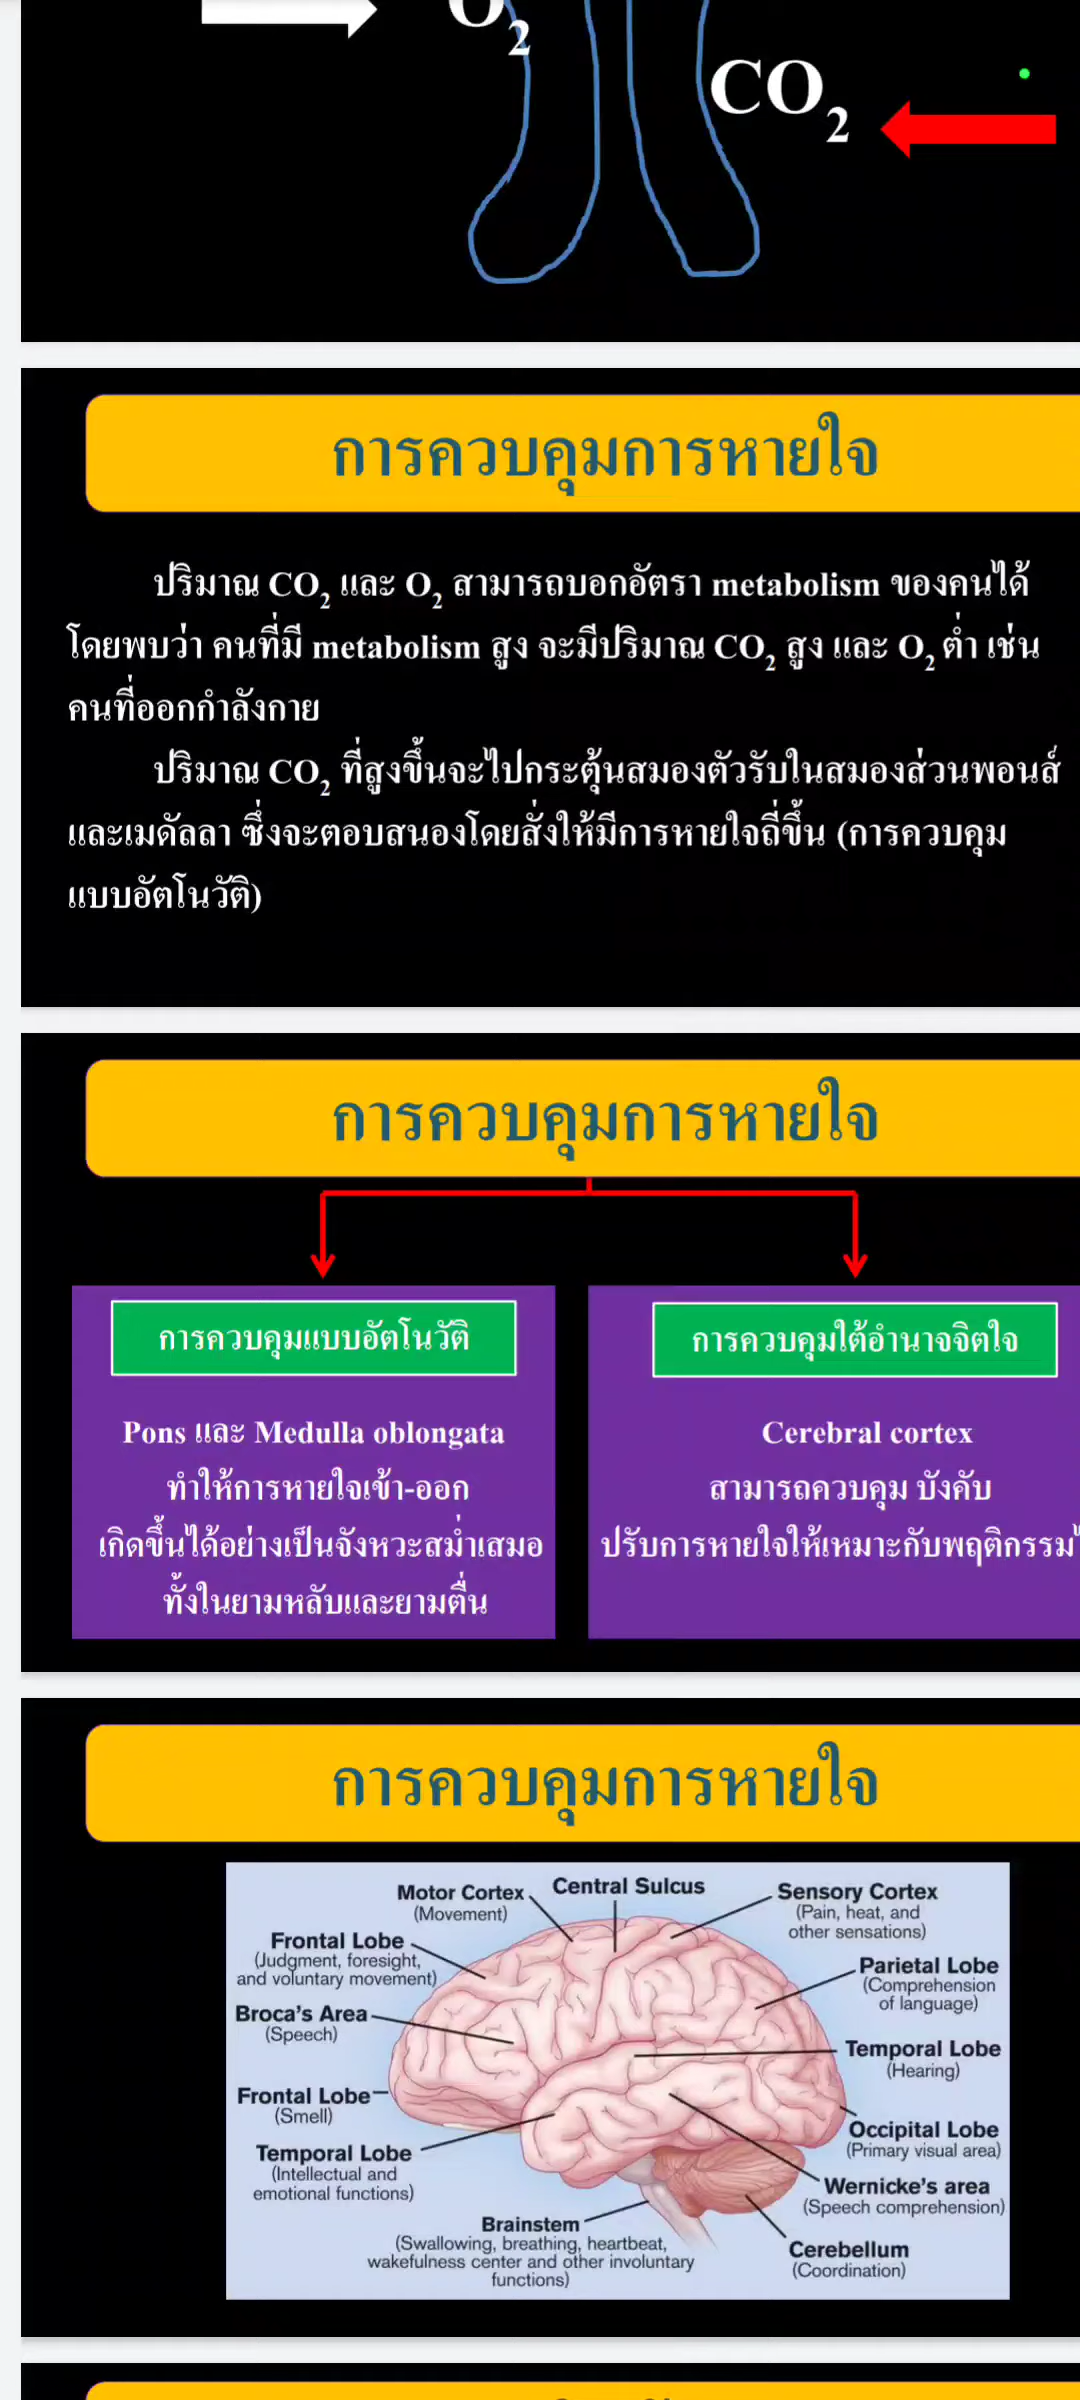 O2
CO2
การควบคุมการหายใจ
ปริมาณ CO2 และ O2 สามารถบอกอัตรา metabolism ของคนได้
โดยพบว่า คนที่มี metabolism สูง จะมีปริมาณ CO2 สูง และ O2 ต่ำ เช่น
คนที่ออกกำลังกาย
ปริมาณ CO2 ที่สูงขึ้นจะไปกระตุ้นสมองตัวรับในสมองส่วนพอนส์
และเมดัลลา ซึ่งจะตอบสนองโดยสั่งให้มีการหายใจถี่ขึ้น (การควบคุม
แบบอัตโนวัติ)
การควบคุมการหายใจ
การควบคุมแบบอัตโนวัติ
Pons และ Medulla oblongata
ทำให้การหายใจเข้า-ออก
เกิดขึ้นได้อย่างเป็นจังหวะสม่ำเสมอ
ทั้งในยามหลับและยามตื่น
การควบคุมใต้อำนาจจิตใจ
Cerebral cortex
สามารถควบคุม บังคับ
ปรับการหายใจให้เหมาะกับพฤติกรรม
การควบคุมการหายใจ
Motor Cortex
(Movement)
Central Sulcus
Sensory Cortex
(Pain, heat, and
other sensations)
Frontal Lobe
(Judgment, foresight,
and voluntary movement)
Parietal Lobe
(Comprehension
of language)
Broca's Area
(Speech)
Temporal Lobe
(Hearing)
Frontal Lobe
(Smell)
Occipital Lobe
(Primary visual area)
Temporal Lobe
(Intellectual and
emotional functions)
Wernicke's area
(Speech comprehension)
Brainstem
(Swallowing, breathing, heartbeat,
wakefulness center and other involuntary
functions)
Cerebellum
(Coordination)